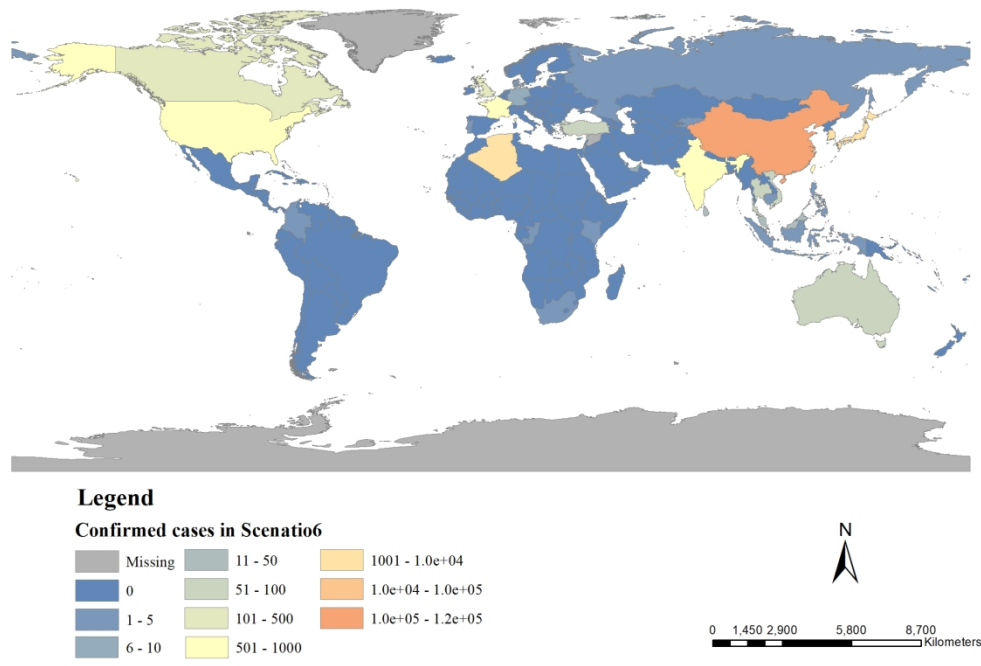 Legend
Confirmed cases in Scenatio6
Missing
0
1 - 5
6 - 10
11 - 50
51 - 100
101 - 500
501 - 1000
1001 - 1.0e+04
1.0e+04 - 1.0e+05
1.0e+05 - 1.2e+05
N
0 1,450 2,900 5,800 8,700
Kilometers